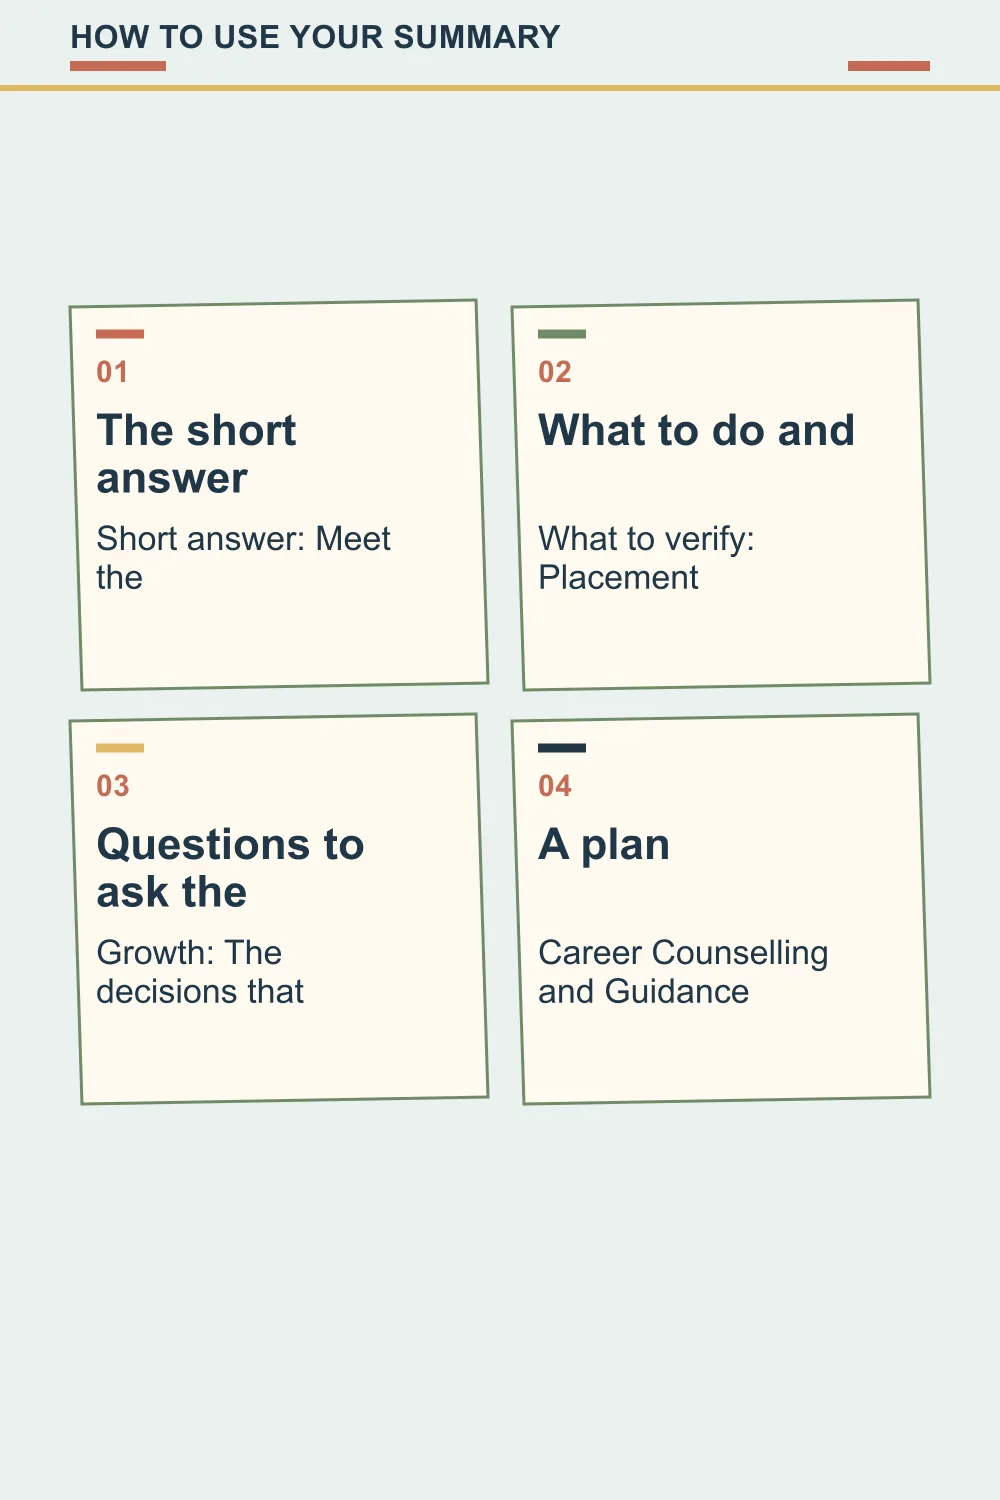 HOW TO USE YOUR SUMMARY
01
The short
answer
Short answer: Meet
the
02
What to do and
What to verify:
Placement
03
Questions to
ask the
Growth: The
decisions that
04
A plan
Career Counselling
and Guidance